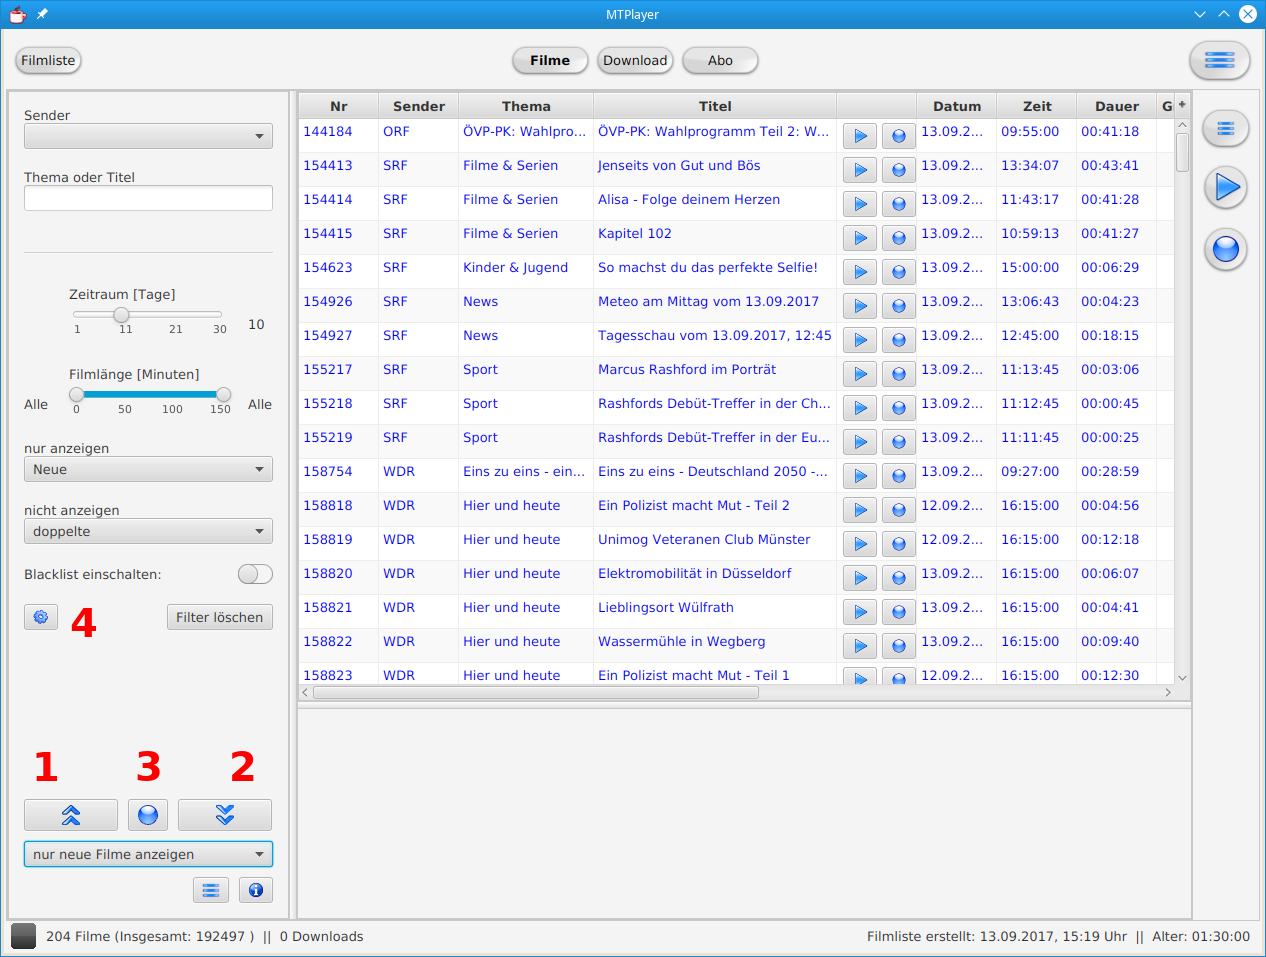 MTPlayer
Filmliste
Filme
Download
Abo
Sender
Thema oder Titel
Zeitraum [Tage]
1 11 21 30
10
Filmlänge [Minuten]
Alle
0 50 100 150
Alle
nur anzeigen
Neue
nicht anzeigen
doppelte
Blacklist einschalten:
4
Filter löschen
1 3 2
nur neue Filme anzeigen
Nr Sender Thema Titel Datum Zeit Dauer G +
144184 ORF ÖVP-PK: Wahlpro... ÖVP-PK: Wahlprogramm Teil 2: W... 13.09.2... 09:55:00 00:41:18
154413 SRF Filme & Serien Jenseits von Gut und Bös 13.09.2... 13:34:07 00:43:41
154414 SRF Filme & Serien Alisa - Folge deinem Herzen 13.09.2... 11:43:17 00:41:28
154415 SRF Filme & Serien Kapitel 102 13.09.2... 10:59:13 00:41:27
154623 SRF Kinder & Jugend So machst du das perfekte Selfie! 13.09.2... 15:00:00 00:06:29
154926 SRF News Meteo am Mittag vom 13.09.2017 13.09.2... 13:06:43 00:04:23
154927 SRF News Tagesschau vom 13.09.2017, 12:45 13.09.2... 12:45:00 00:18:15
155217 SRF Sport Marcus Rashford im Porträt 13.09.2... 11:13:45 00:03:06
155218 SRF Sport Rashfords Debüt-Treffer in der Ch... 13.09.2... 11:12:45 00:00:45
155219 SRF Sport Rashfords Debüt-Treffer in der Eu... 13.09.2... 11:11:45 00:00:25
158754 WDR Eins zu eins - ein... Eins zu eins - Deutschland 2050 -... 13.09.2... 09:27:00 00:28:59
158818 WDR Hier und heute Ein Polizist macht Mut - Teil 2 12.09.2... 16:15:00 00:04:56
158819 WDR Hier und heute Unimog Veteranen Club Münster 12.09.2... 16:15:00 00:12:18
158820 WDR Hier und heute Elektromobilität in Düsseldorf 13.09.2... 16:15:00 00:06:07
158821 WDR Hier und heute Lieblingsort Wülfrath 13.09.2... 16:15:00 00:04:41
158822 WDR Hier und heute Wassermühle in Wegberg 13.09.2... 16:15:00 00:09:40
158823 WDR Hier und heute Ein Polizist macht Mut - Teil 1 12.09.2... 16:15:00 00:12:30
204 Filme (Insgesamt: 192497 ) || 0 Downloads
Filmliste erstellt: 13.09.2017, 15:19 Uhr || Alter: 01:30:00